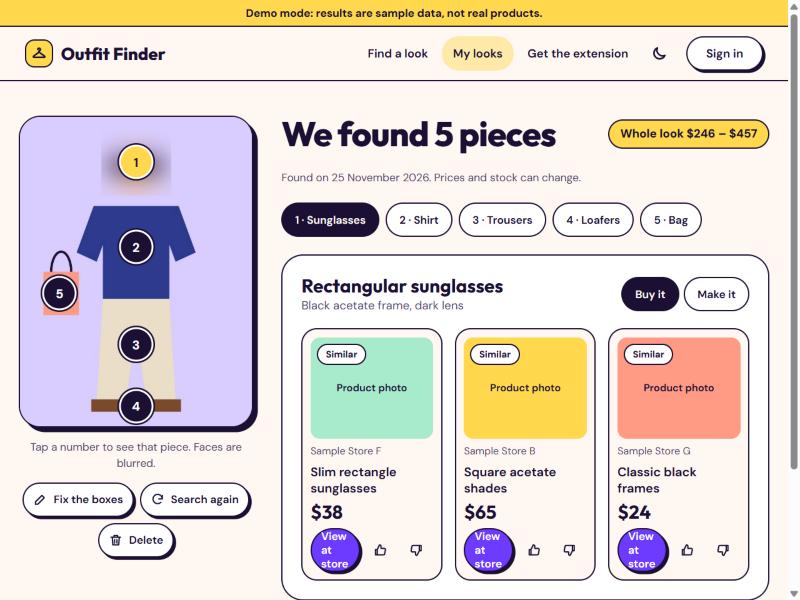 Demo mode: results are sample data, not real products.
Outfit Finder
Find a look
My looks
Get the extension
Sign in
1
2
5
3
4
Tap a number to see that piece. Faces are
blurred.
Fix the boxes
Search again
Delete
We found 5 pieces
Whole look $246 – $457
Found on 25 November 2026. Prices and stock can change.
1 · Sunglasses
2 · Shirt
3 · Trousers
4 · Loafers
5 · Bag
Rectangular sunglasses
Black acetate frame, dark lens
Buy it
Make it
Similar
Product photo
Sample Store F
Slim rectangle
sunglasses
$38
View
at
store
Similar
Product photo
Sample Store B
Square acetate
shades
$65
View
at
store
Similar
Product photo
Sample Store G
Classic black
frames
$24
View
at
store